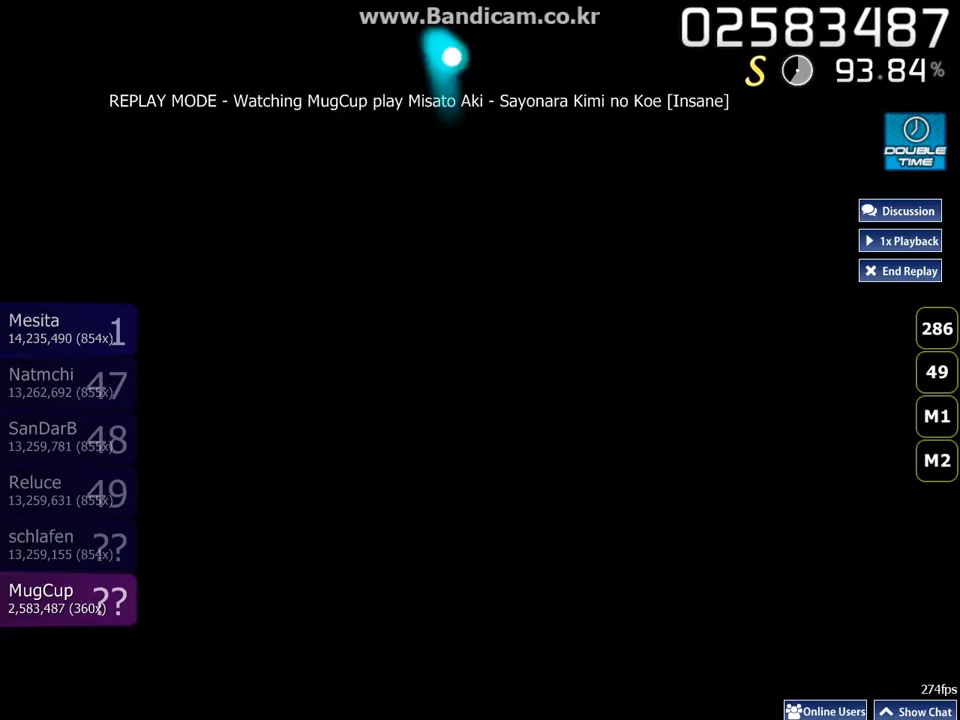 www.Bandicam.co.kr
02583487
S 93.84%
REPLAY MODE - Watching MugCup play Misato Aki - Sayonara Kimi no Koe [Insane]
DOUBLE TIME
Discussion
1x Playback
End Replay
Mesita
14,235,490 (854x)
1
Natmchi
13,262,692 (855x)
47
SanDarB
13,259,781 (855x)
48
Reluce
13,259,631 (855x)
49
schlafen
13,259,155 (854x)
??
MugCup
2,583,487 (360x)
??
286
49
M1
M2
274fps
Online Users
Show Chat